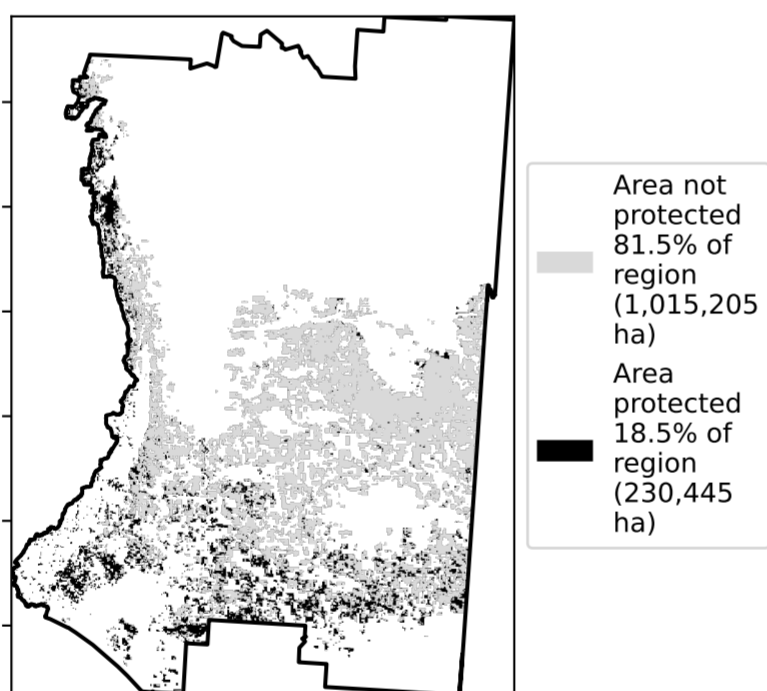 Area not
protected
81.5% of
region
(1,015,205
ha)
Area
protected
18.5% of
region
(230,445
ha)